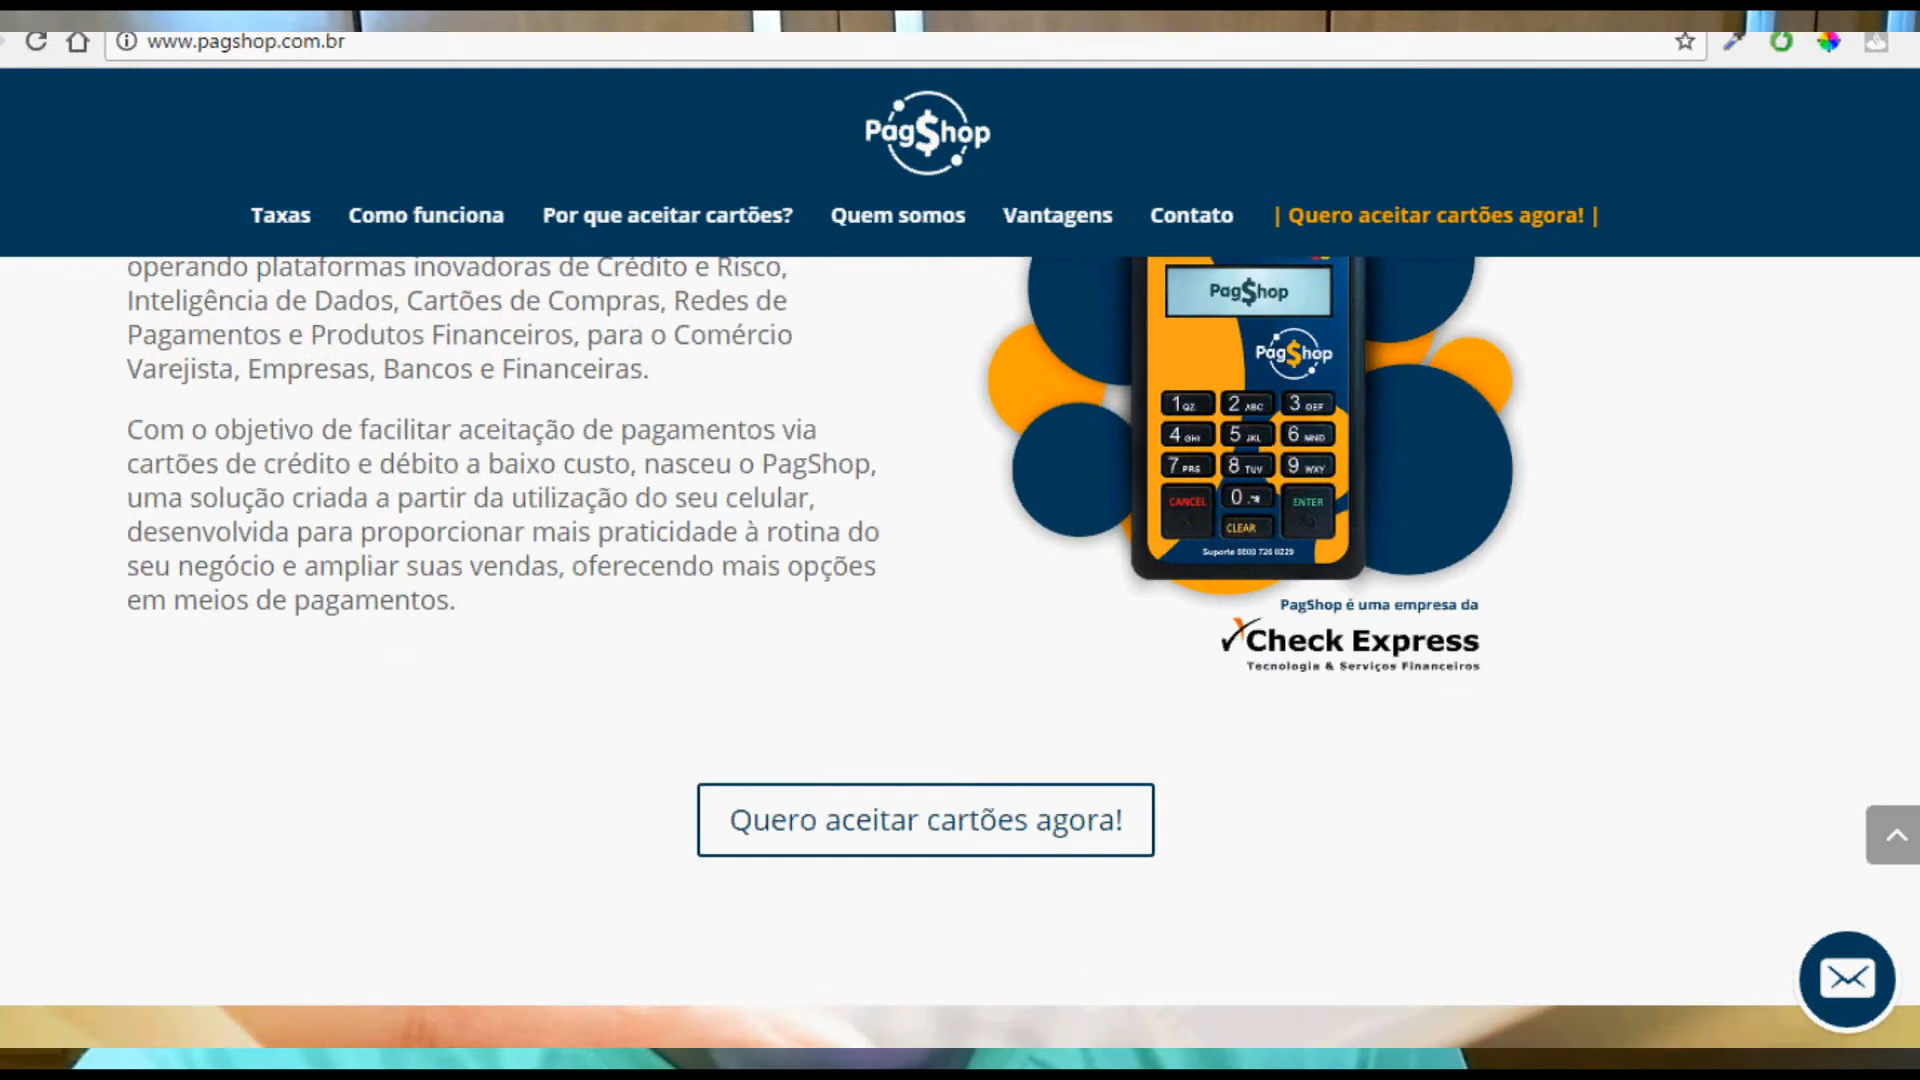 www.pagshop.com.br
Pag$hop
Taxas Como funciona Por que aceitar cartões? Quem somos Vantagens Contato | Quero aceitar cartões agora! |
operando plataformas inovadoras de Crédito e Risco,
Inteligência de Dados, Cartões de Compras, Redes de
Pagamentos e Produtos Financeiros, para o Comércio
Varejista, Empresas, Bancos e Financeiras.
Com o objetivo de facilitar aceitação de pagamentos via
cartões de crédito e débito a baixo custo, nasceu o PagShop,
uma solução criada a partir da utilização do seu celular,
desenvolvida para proporcionar mais praticidade à rotina do
seu negócio e ampliar suas vendas, oferecendo mais opções
em meios de pagamentos.
Pag$hop
Pag$hop
1 QZ 2 ABC 3 DEF
4 GHI 5 JKL 6 MNO
7 PRS 8 TUV 9 WXY
CANCEL 0 ENTER
CLEAR
Suporte 0800 726 0229
PagShop é uma empresa da
Check Express
Tecnologia & Serviços Financeiros
Quero aceitar cartões agora!